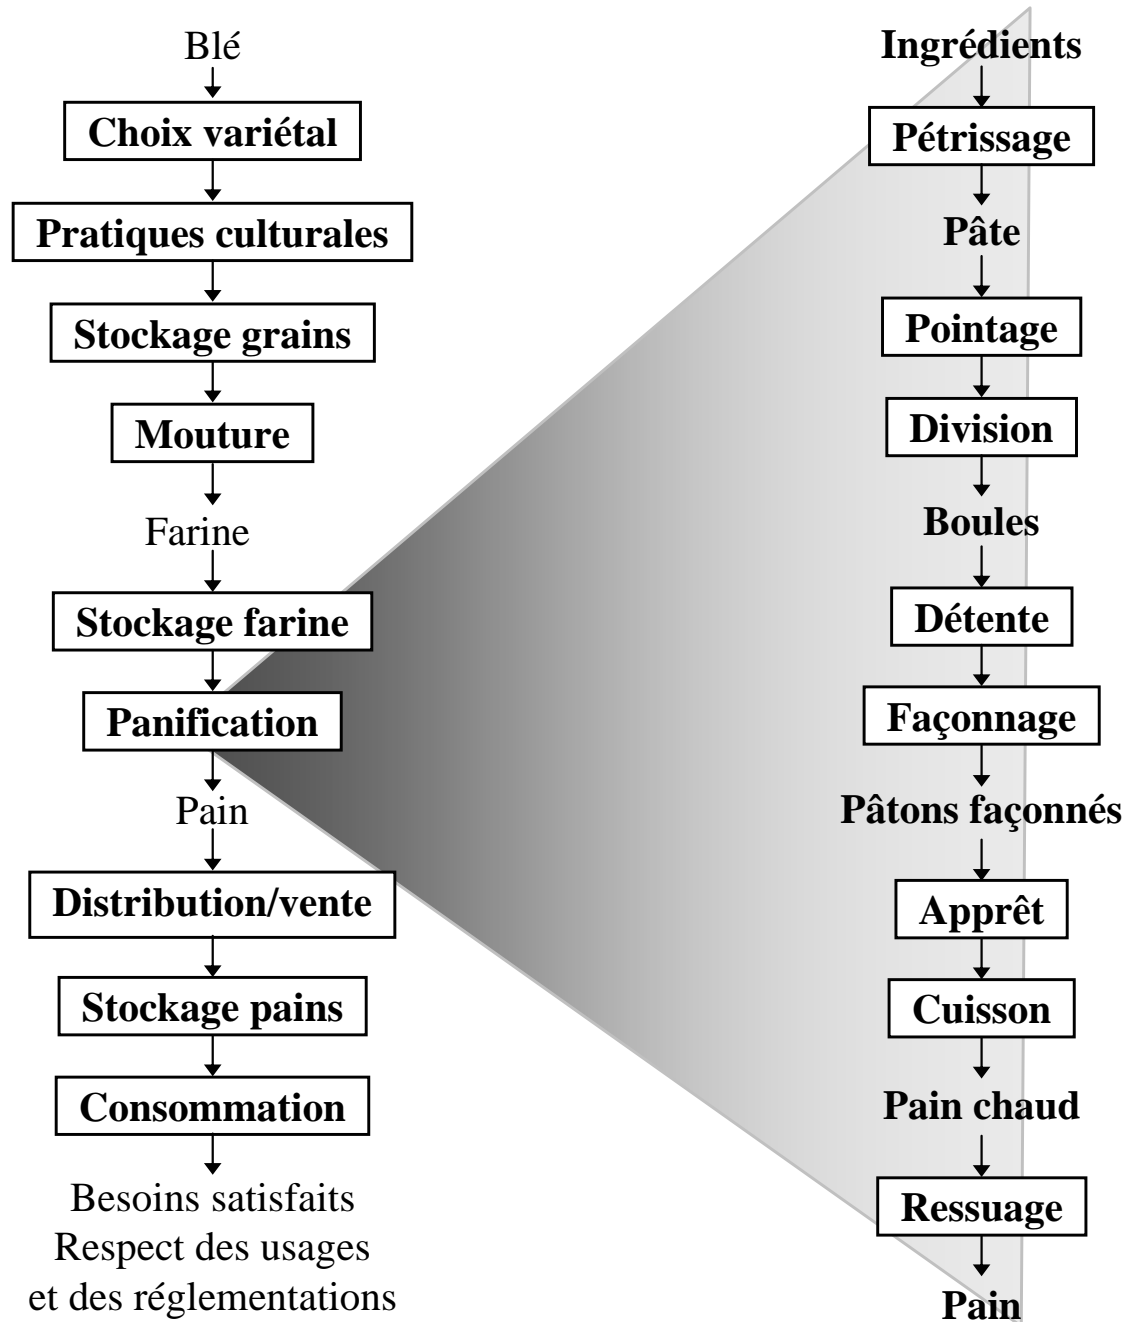 Blé
Choix variétal
Pratiques culturales
Stockage grains
Mouture
Farine
Stockage farine
Panification
Pain
Distribution/vente
Stockage pains
Consommation
Besoins satisfaits
Respect des usages
et des réglementations
Ingrédients
Pétrissage
Pâte
Pointage
Division
Boules
Détente
Façonnage
Pâtons façonnés
Apprêt
Cuisson
Pain chaud
Ressuage
Pain